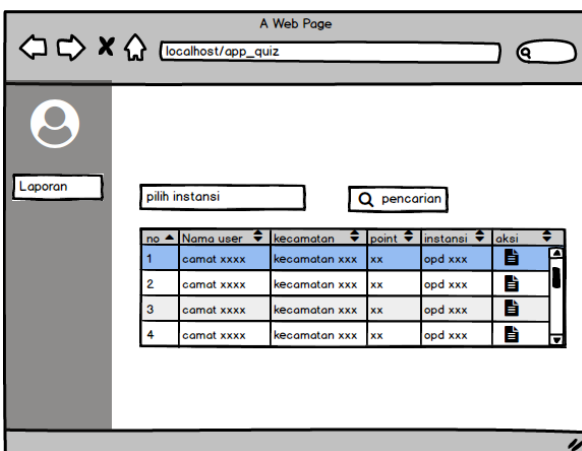 A Web Page
localhost/app_quiz
Laporan
pilih instansi
pencarian
no Nama user kecamatan point instansi aksi
1 camat xxxx kecamatan xxx xx opd xxx
2 camat xxxx kecamatan xxx xx opd xxx
3 camat xxxx kecamatan xxx xx opd xxx
4 camat xxxx kecamatan xxx xx opd xxx